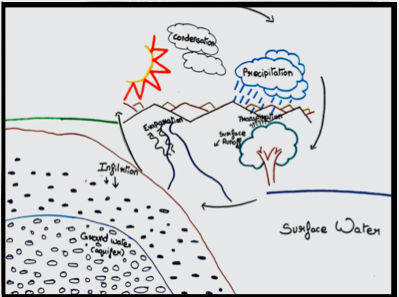 Condensation
Precipitation
Evaporation
Transpiration
Surface
Runoff
Infiltration
Ground water
(aquifer)
Surface Water